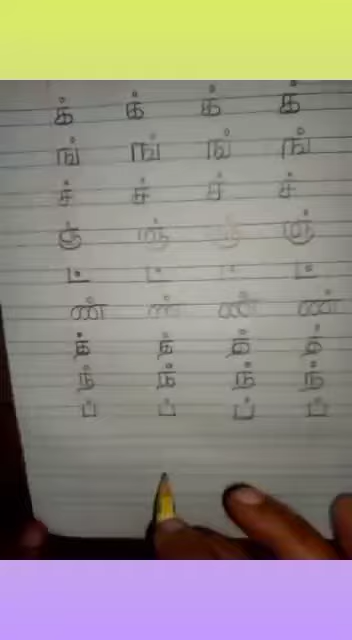 க் க் க் க்
ங் ங் ங் ங்
ச் ச் ச் ச்
ஞ் ஞ் ஞ் ஞ்
ட் ட் ட் ட்
ண் ண் ண் ண்
த் த் த் த்
ந் ந் ந் ந்
ப் ப் ப் ப்